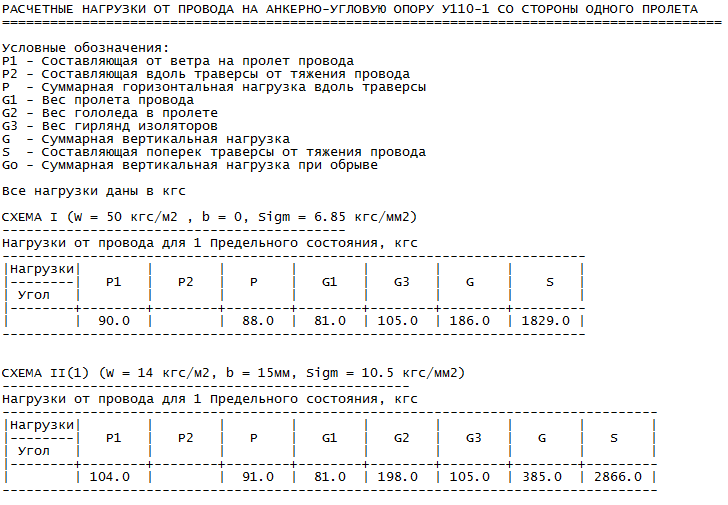 РАСЧЕТНЫЕ НАГРУЗКИ ОТ ПРОВОДА НА АНКЕРНО-УГЛОВУЮ ОПОРУ У110-1 СО СТОРОНЫ ОДНОГО ПРОЛЕТА
==========================================================================================
Условные обозначения:
P1 - Составляющая от ветра на пролет провода
P2 - Составляющая вдоль траверсы от тяжения провода
P  - Суммарная горизонтальная нагрузка вдоль траверсы
G1 - Вес пролета провода
G2 - Вес гололеда в пролете
G3 - Вес гирлянд изоляторов
G  - Суммарная вертикальная нагрузка
S  - Составляющая поперек траверсы от тяжения провода
Go - Суммарная вертикальная нагрузка при обрыве
Все нагрузки даны в кгс
СХЕМА I (W = 50 кгс/м2 , b = 0, Sigm = 6.85 кгс/мм2)
-------------------------------------------
Нагрузки от провода для 1 Предельного состояния, кгс
-------------------------------------------------------------------------
|Нагрузки|        |        |        |        |        |        |        |
|--------|   P1   |   P2   |   P    |   G1   |   G3   |   G    |    S   |
| Угол   |        |        |        |        |        |        |        |
|--------+--------+--------+--------+--------+--------+--------+---------
|        |  90.0  |        |  88.0  |  81.0  | 105.0  | 186.0  | 1829.0 |
-------------------------------------------------------------------------
СХЕМА II(1) (W = 14 кгс/м2, b = 15мм, Sigm = 10.5 кгс/мм2)
---------------------------------------------------
Нагрузки от провода для 1 Предельного состояния, кгс
----------------------------------------------------------------------------------
|Нагрузки|        |        |        |        |        |        |        |        |
|--------|   P1   |   P2   |   P    |   G1   |   G2   |   G3   |   G    |   S    |
| Угол   |        |        |        |        |        |        |        |        |
|--------+--------+--------+--------+--------+--------+--------+--------+---------
|        | 104.0  |        |  91.0  |  81.0  | 198.0  | 105.0  | 385.0  | 2866.0 |
----------------------------------------------------------------------------------